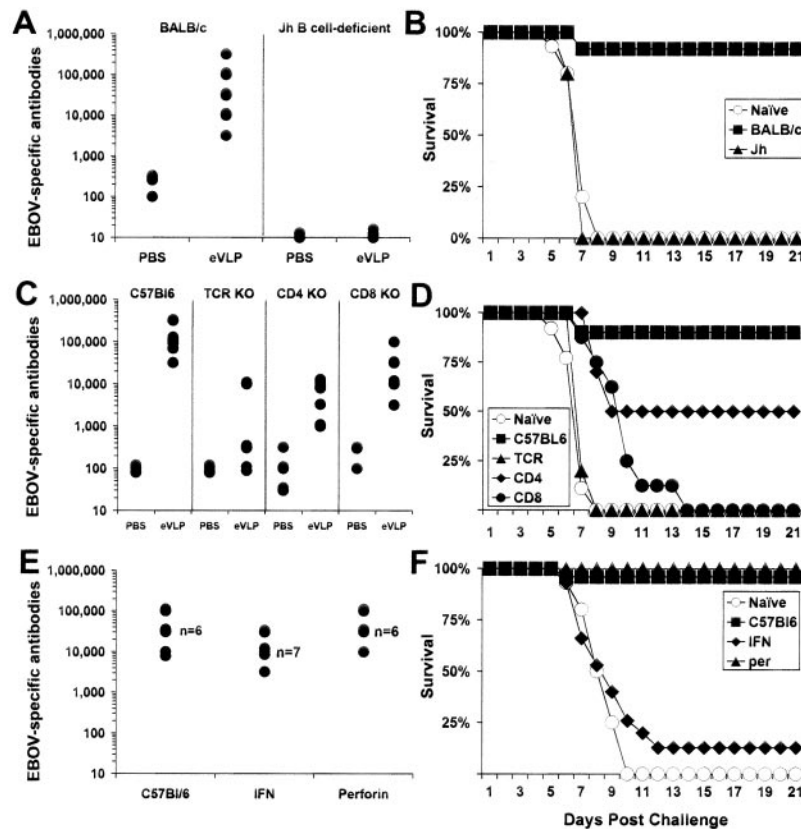 A
BALB/c
Jh B cell-deficient
EBOV-specific antibodies
1,000,000
100,000
10,000
1,000
100
10
PBS
eVLP
PBS
eVLP
B
Survival
100%
75%
50%
25%
0%
Naïve
BALB/c
Jh
1 3 5 7 9 11 13 15 17 19 21
C
C57Bl6
TCR KO
CD4 KO
CD8 KO
EBOV-specific antibodies
1,000,000
100,000
10,000
1,000
100
10
PBS
eVLP
PBS
eVLP
PBS
eVLP
PBS
eVLP
D
Survival
100%
75%
50%
25%
Naïve
C57BL6
TCR
CD4
CD8
1 3 5 7 9 11 13 15 17 19 21
E
EBOV-specific antibodies
1,000,000
100,000
10,000
1,000
100
10
n=6
n=7
n=6
C57Bl/6
IFN
Perforin
F
Survival
100%
75%
50%
25%
Naïve
C57Bl6
IFN
per
1 3 5 7 9 11 13 15 17 19 21
Days Post Challenge